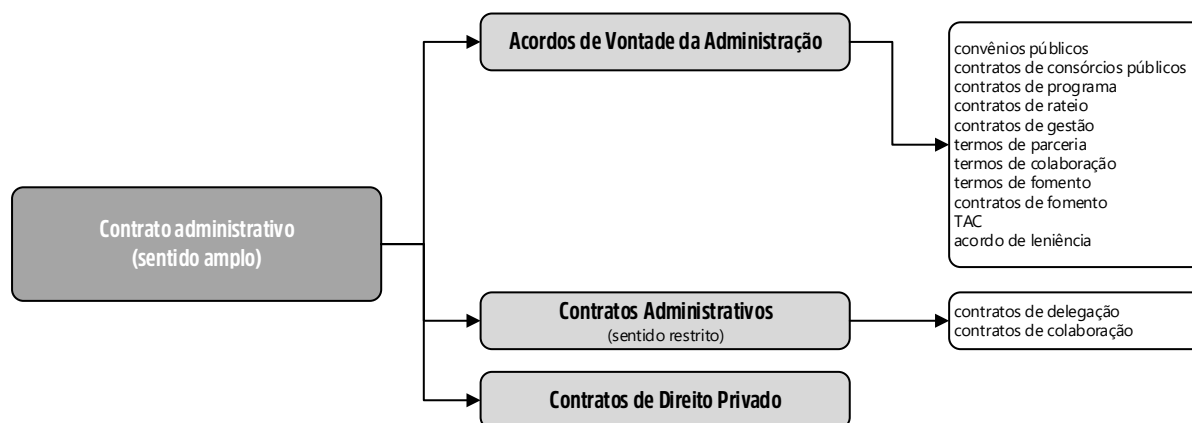 Acordos de Vontade da Administração
convênios públicos
contratos de consórcios públicos
contratos de programa
contratos de rateio
contratos de gestão
termos de parceria
termos de colaboração
termos de fomento
contratos de fomento
TAC
acordo de leniência
Contrato administrativo
(sentido amplo)
Contratos Administrativos
(sentido restrito)
contratos de delegação
contratos de colaboração
Contratos de Direito Privado